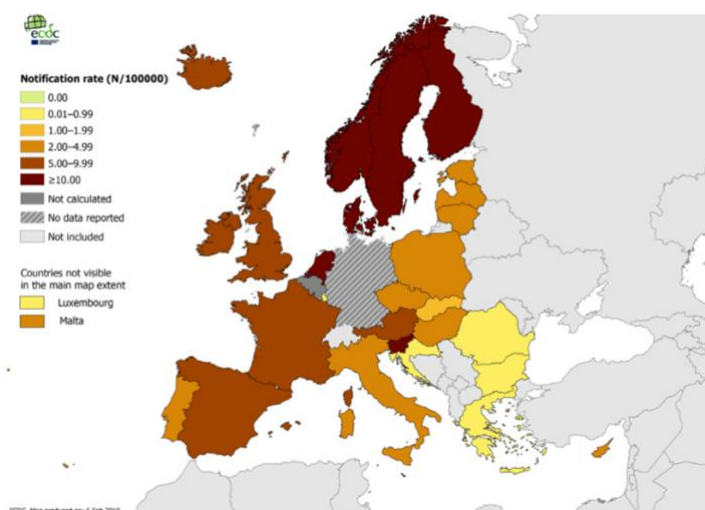 ecdc
Notification rate (N/100000)
0.00
0.01–0.99
1.00–1.99
2.00–4.99
5.00–9.99
≥10.00
Not calculated
No data reported
Not included
Countries not visible
in the main map extent
Luxembourg
Malta